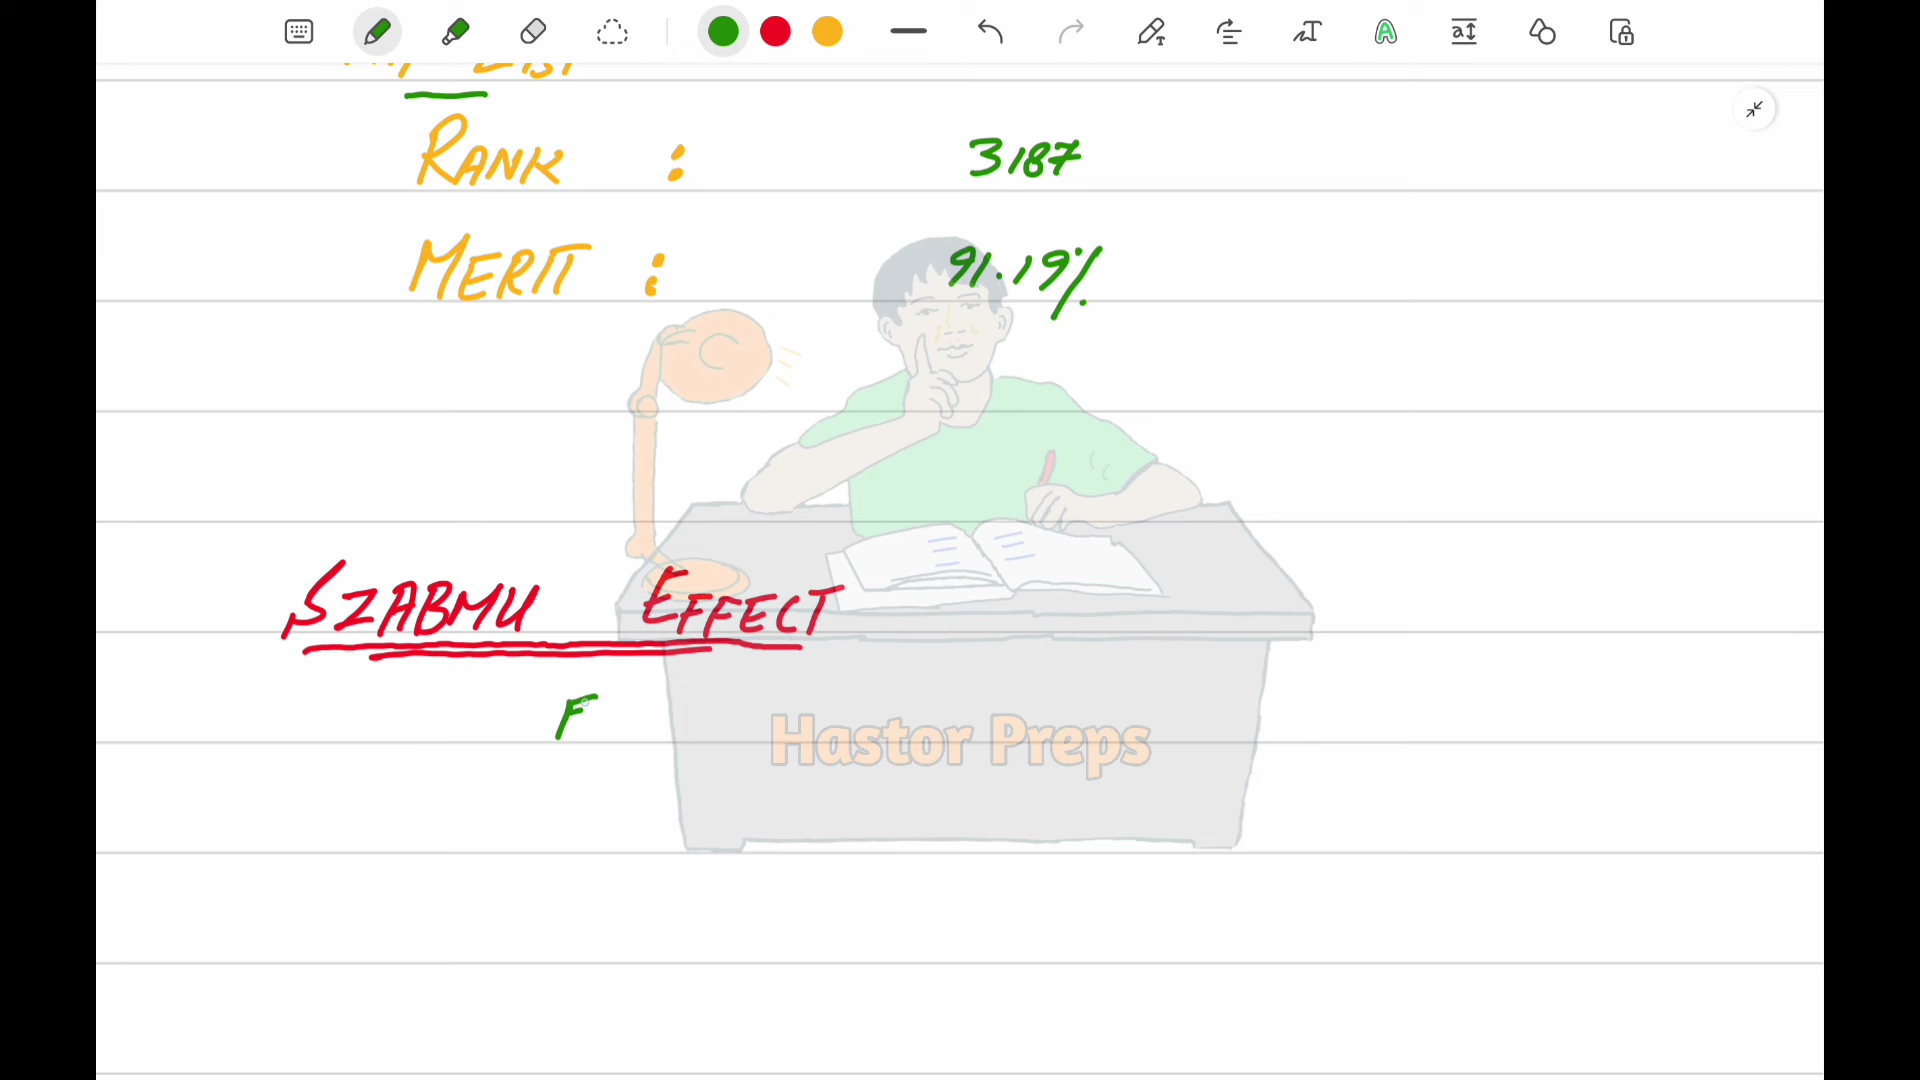 RANK : 3187
MERIT : 91.19%
SZABMU EFFECT
F
Hastor Preps